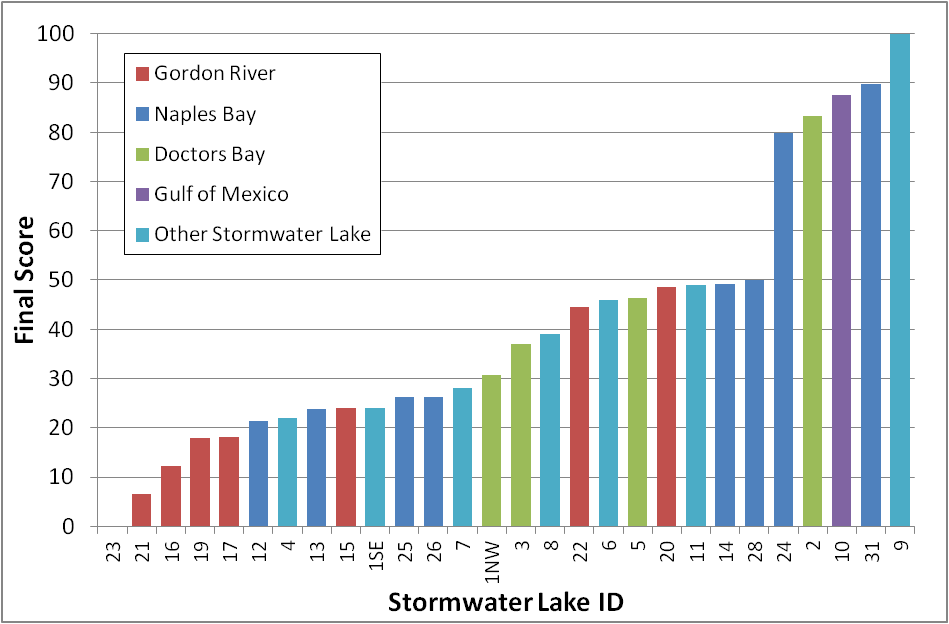 100
90
80
70
60
50
40
30
20
10
0
Final Score
Gordon River
Naples Bay
Doctors Bay
Gulf of Mexico
Other Stormwater Lake
23 21 16 19 17 12 4 13 15 1SE 25 26 7 1NW 3 8 22 6 5 20 11 14 28 24 2 10 31 9
Stormwater Lake ID